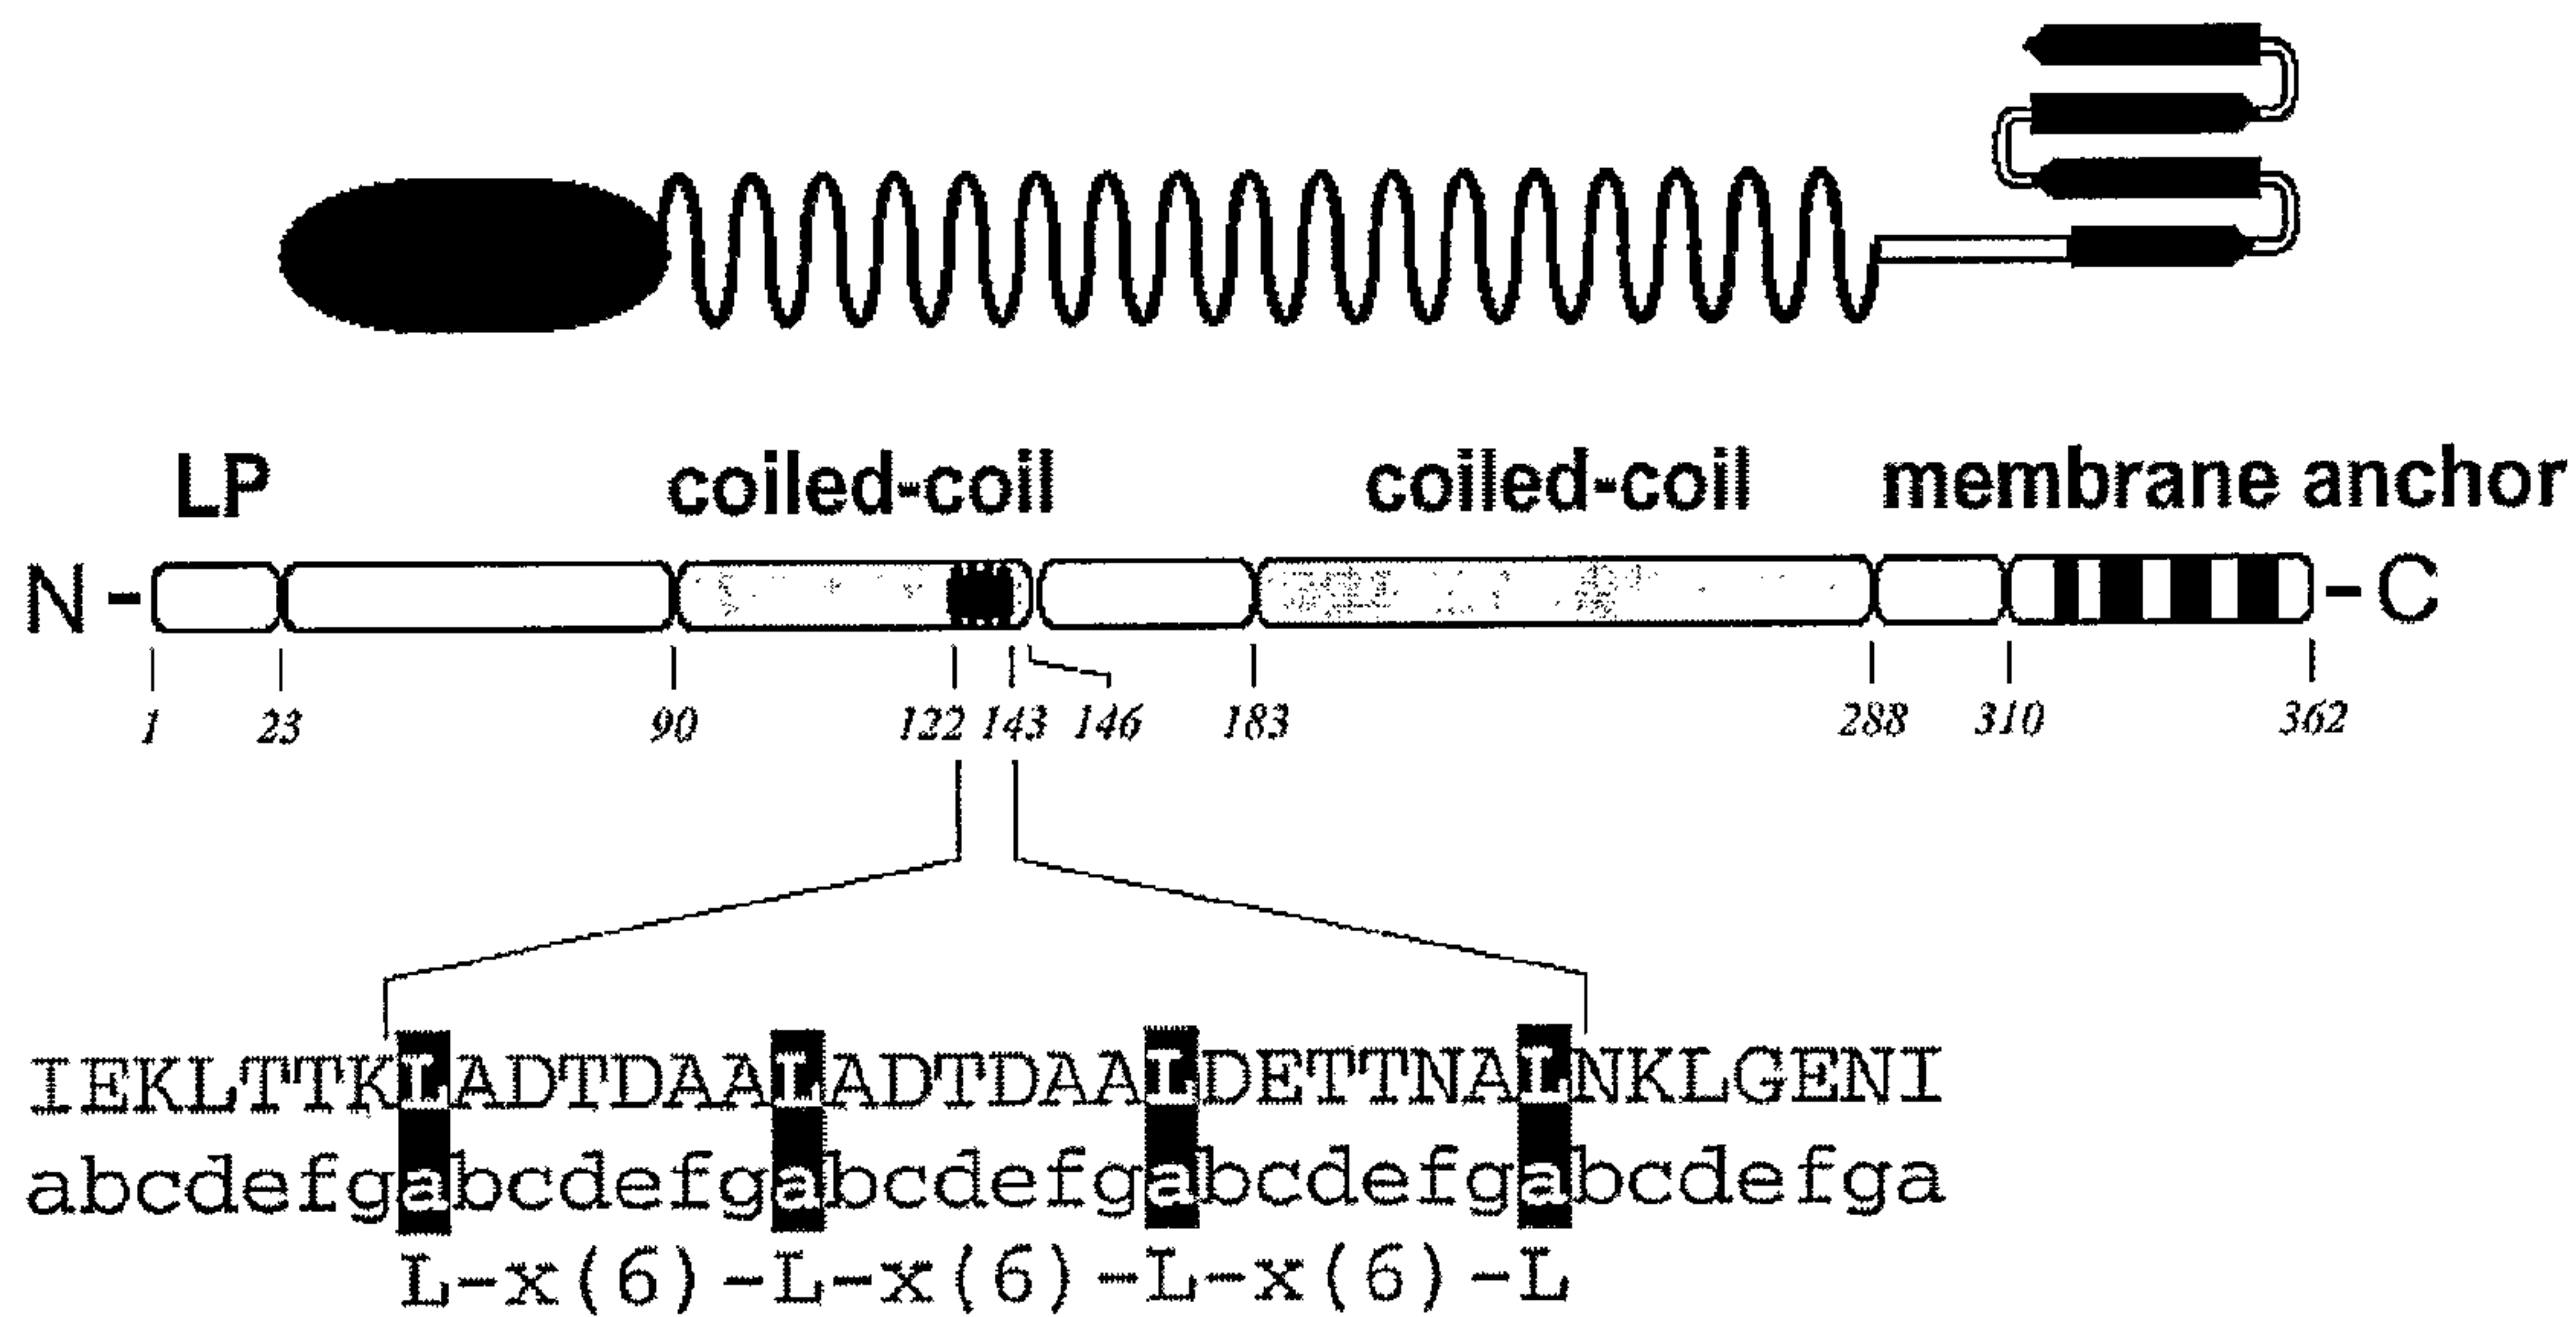 LP coiled-coil coiled-coil membrane anchor
N - - C
1 23 90 122 143 146 183 288 310 362
IEKLTTKLADTDAALADTDAALDETTNALNKLGENI
abcdefgabcdefgabcdefgabcdefgabcdefga
L-x(6)-L-x(6)-L-x(6)-L